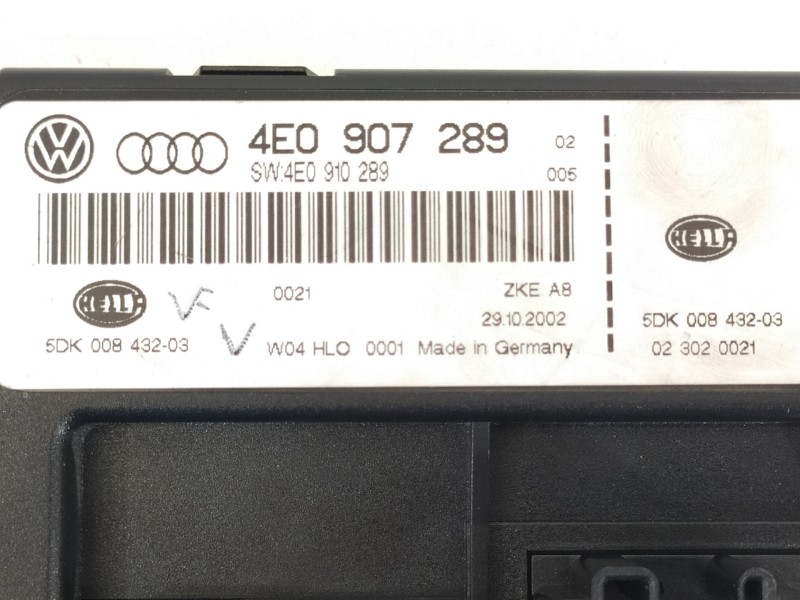 4E0 907 289 02
SW:4E0 910 289 005
HELLA VF 0021 ZKE A8
29.10.2002
5DK 008 432-03 V W04 HLO 0001 Made in Germany
HELLA
5DK 008 432-03
02 302 0021